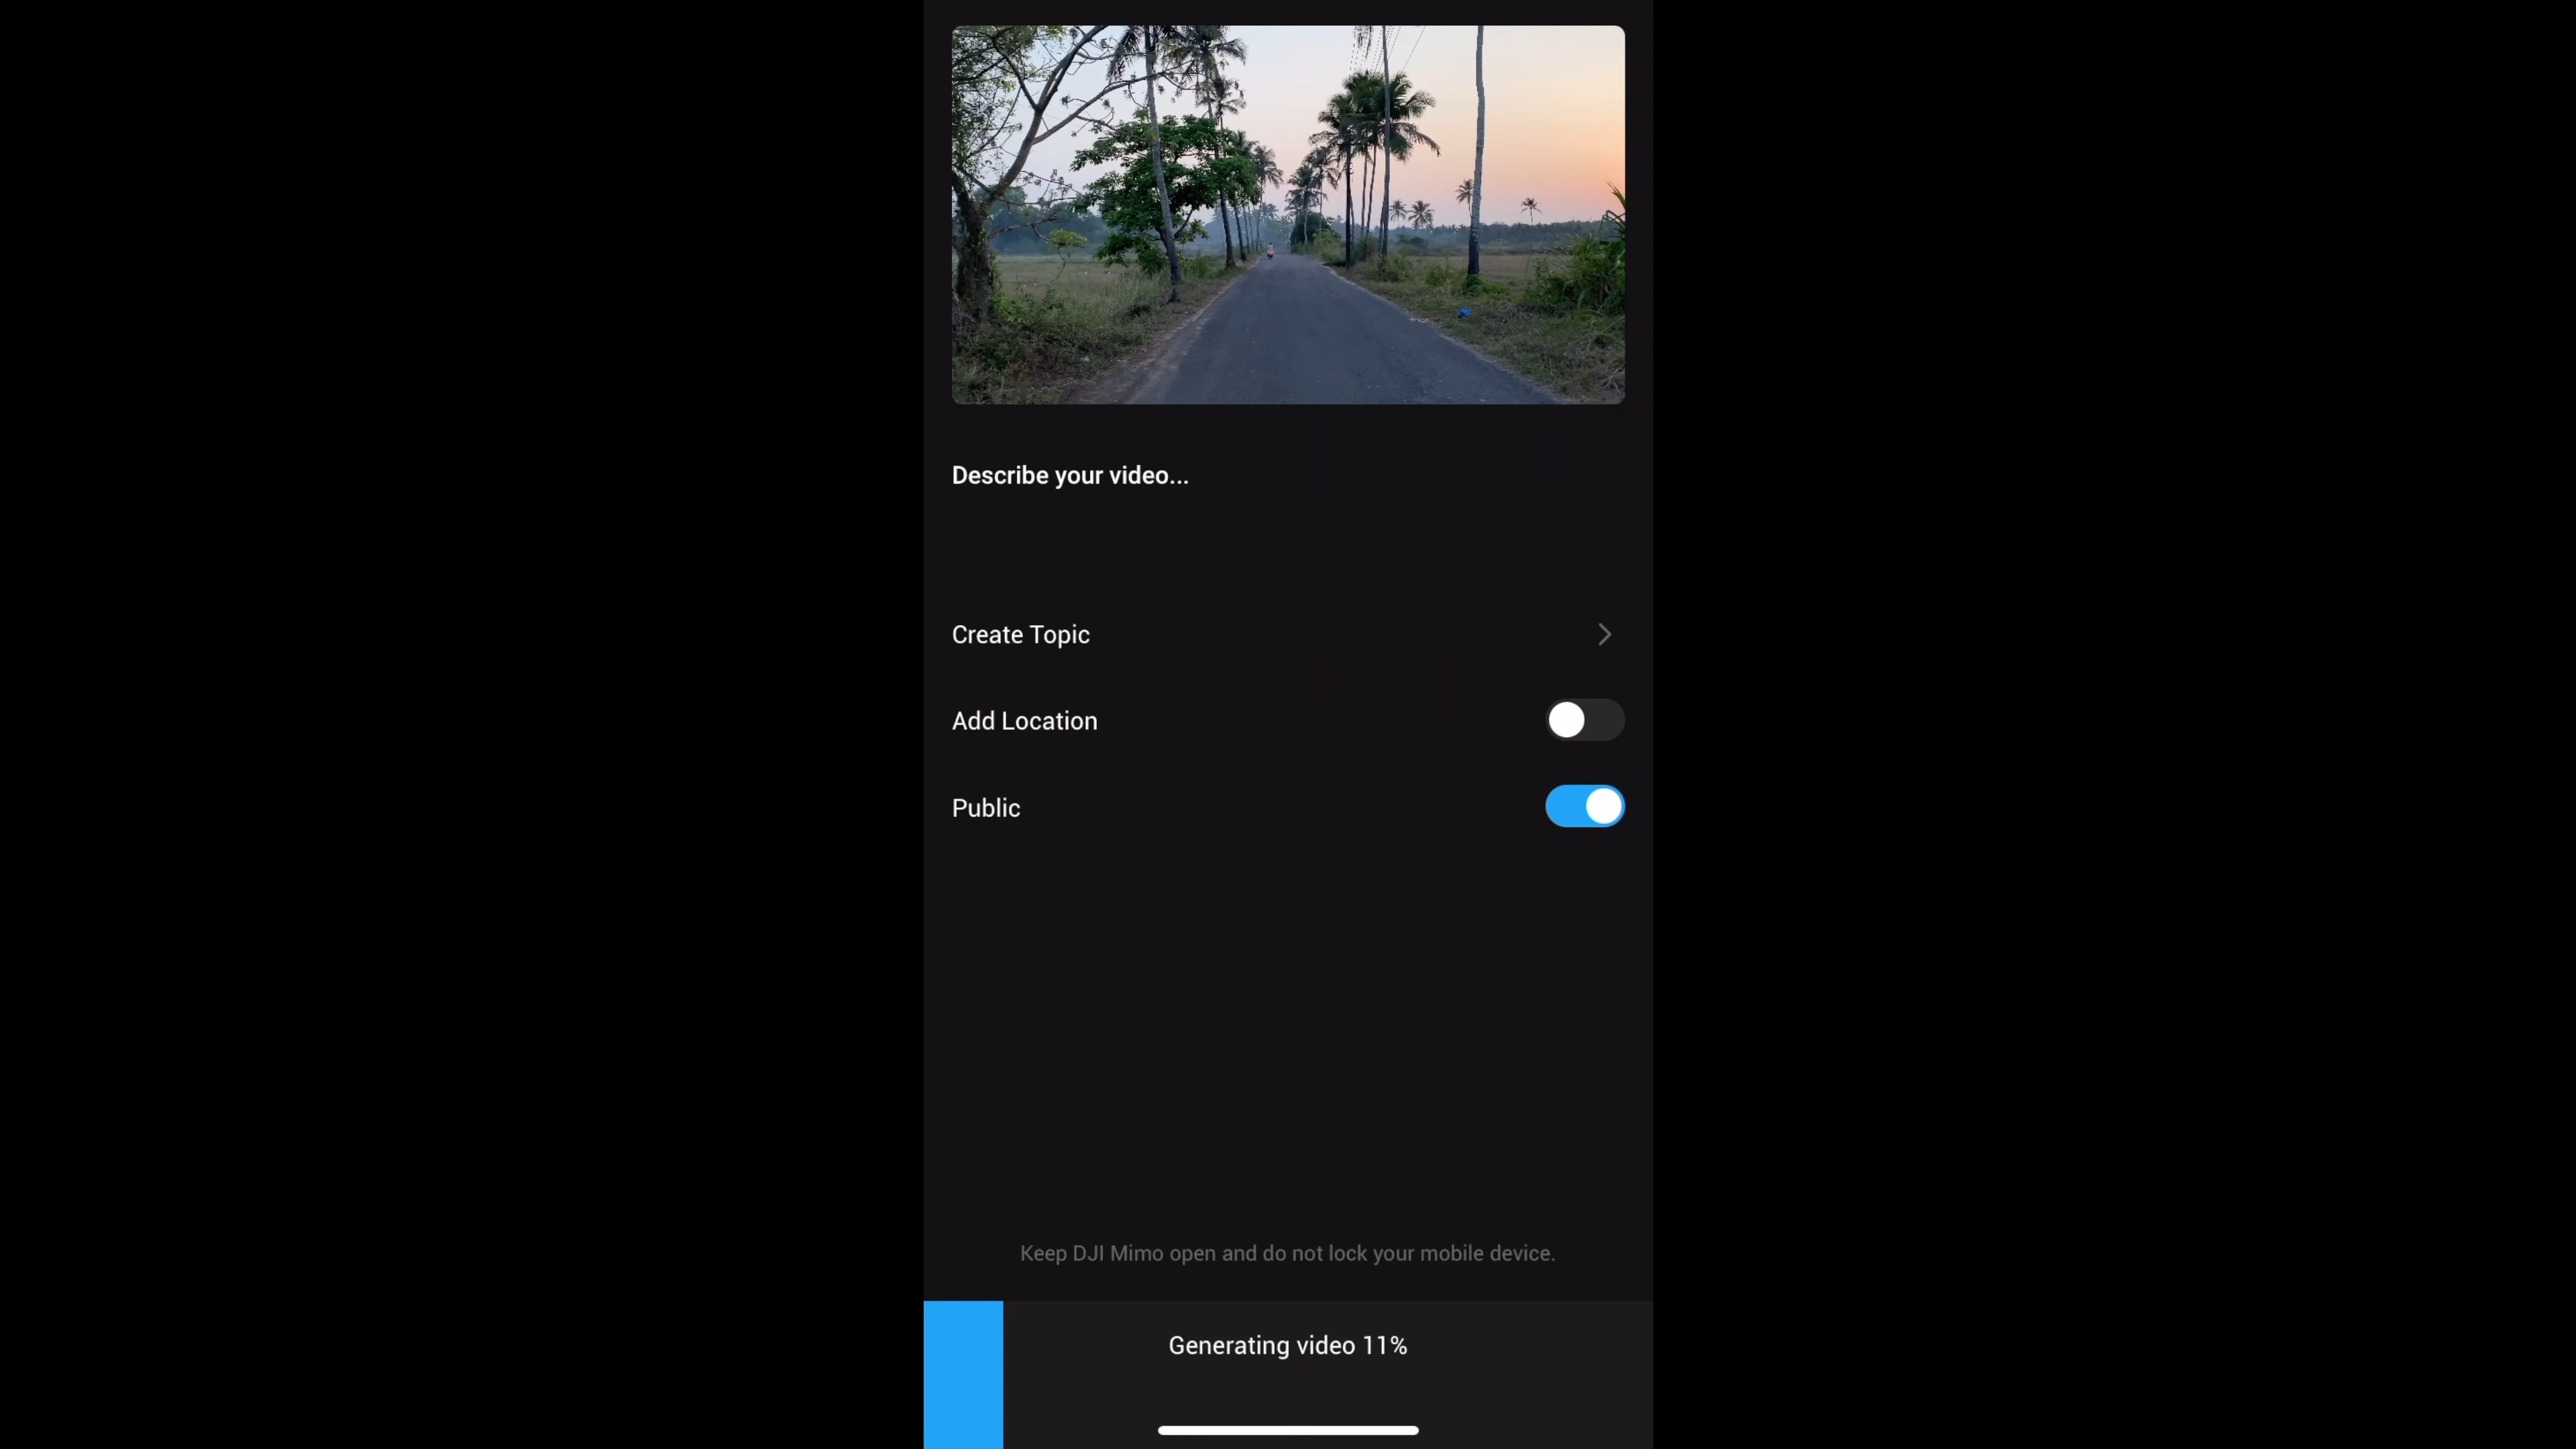 Describe your video...
Create Topic
Add Location
Public
Keep DJI Mimo open and do not lock your mobile device.
Generating video 11%